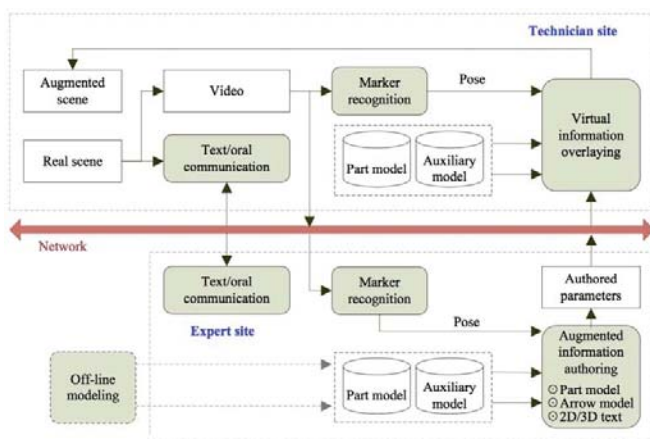 Technician site
Augmented
scene
Video
Marker
recognition
Pose
Virtual
information
overlaying
Real scene
Text/oral
communication
Part model
Auxiliary
model
Network
Text/oral
communication
Marker
recognition
Authored
parameters
Expert site
Pose
Augmented
information
authoring
⊙ Part model
⊙ Arrow model
⊙ 2D/3D text
Off-line
modeling
Part model
Auxiliary
model